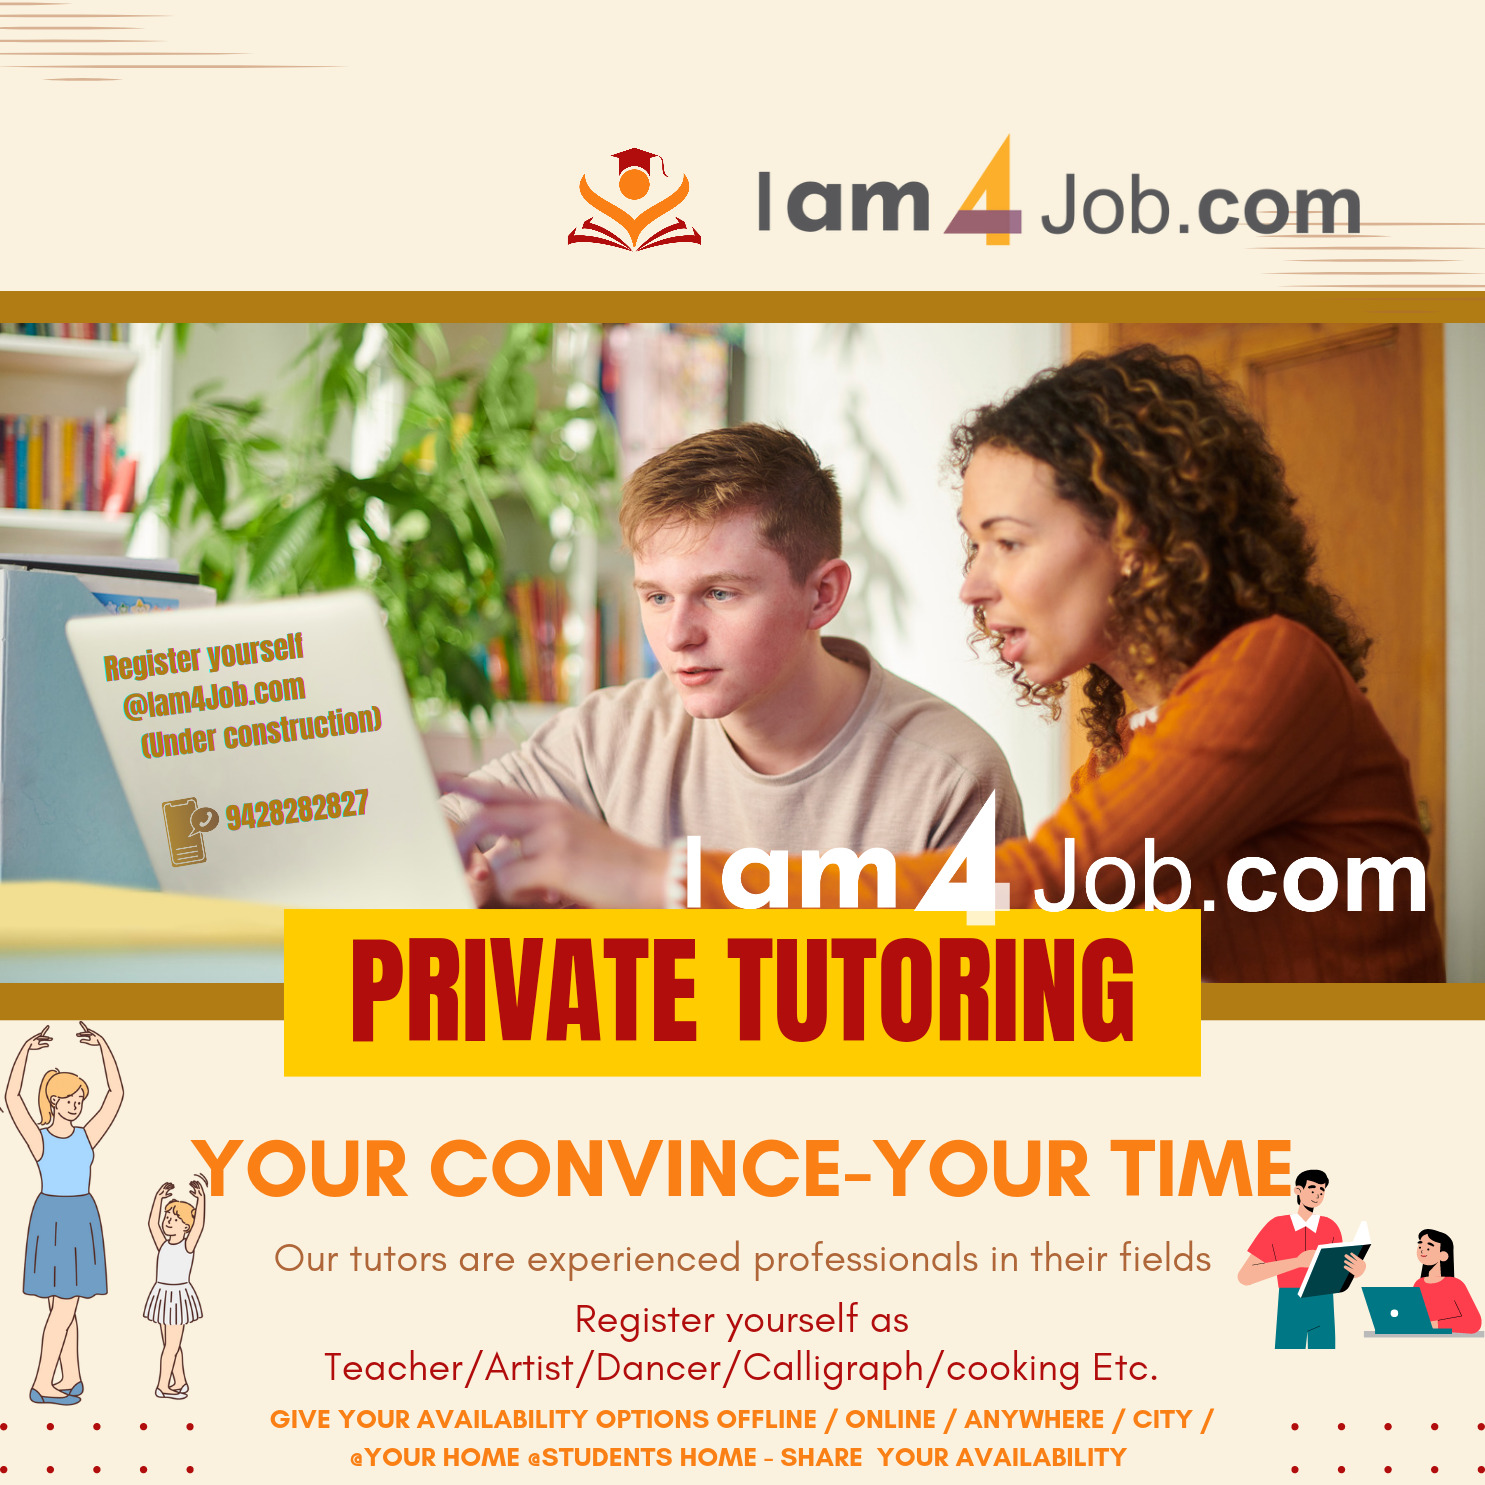 I am 4 Job.com
Register yourself
@Iam4Job.com
(Under construction)
9428282827
I am 4 Job.com
PRIVATE TUTORING
YOUR CONVINCE-YOUR TIME
Our tutors are experienced professionals in their fields
Register yourself as
Teacher/Artist/Dancer/Calligraph/cooking Etc.
GIVE YOUR AVAILABILITY OPTIONS OFFLINE / ONLINE / ANYWHERE / CITY /
@YOUR HOME @STUDENTS HOME - SHARE YOUR AVAILABILITY